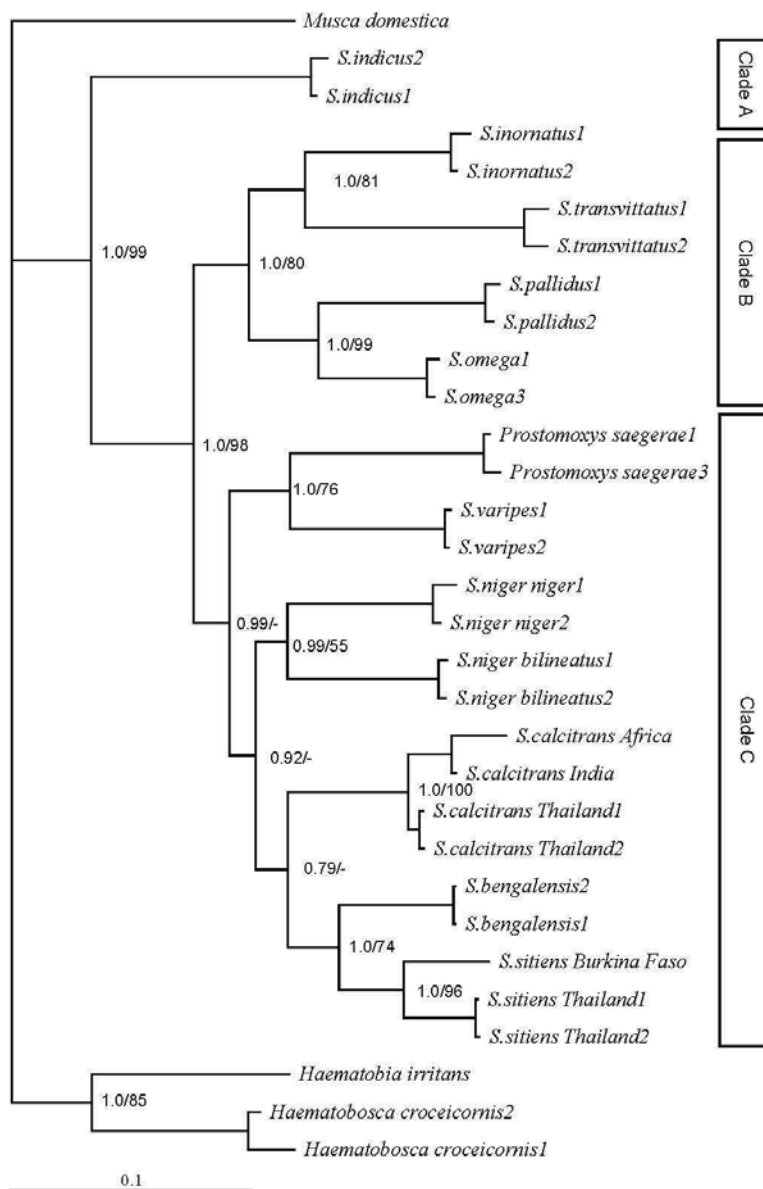 Musca domestica
S.indicus2
S.indicus1
Clade A
S.inornatus1
1.0/81
S.inornatus2
S.transvittatus1
1.0/99
1.0/80
S.transvittatus2
Clade B
S.pallidus1
S.pallidus2
1.0/99
S.omega1
S.omega3
1.0/98
Prostomoxys saegerae1
Prostomoxys saegerae3
1.0/76
S.varipes1
S.varipes2
S.niger niger1
0.99/-
S.niger niger2
0.99/55
S.niger bilineatus1
S.niger bilineatus2
Clade C
S.calcitrans Africa
0.92/-
S.calcitrans India
1.0/100
S.calcitrans Thailand1
S.calcitrans Thailand2
0.79/-
S.bengalensis2
S.bengalensis1
1.0/74
S.sitiens Burkina Faso
1.0/96
S.sitiens Thailand1
S.sitiens Thailand2
Haematobia irritans
1.0/85
Haematobosca croceicornis2
Haematobosca croceicornis1
0.1